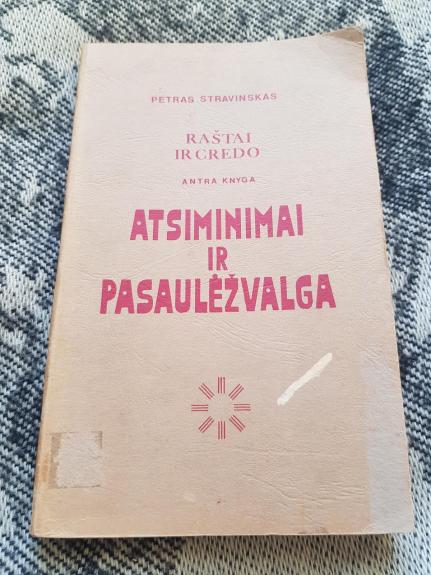 PETRAS STRAVINSKAS
RAŠTAI
IR CREDO
ANTRA KNYGA
ATSIMINIMAI
IR
PASAULĖŽVALGA